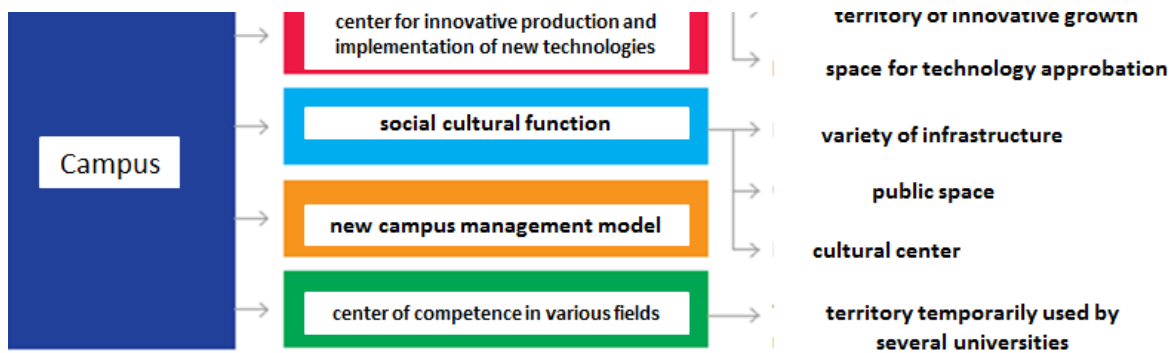 Campus
center for innovative production and
implementation of new technologies
social cultural function
new campus management model
center of competence in various fields
territory of innovative growth
space for technology approbation
variety of infrastructure
public space
cultural center
territory temporarily used by
several universities